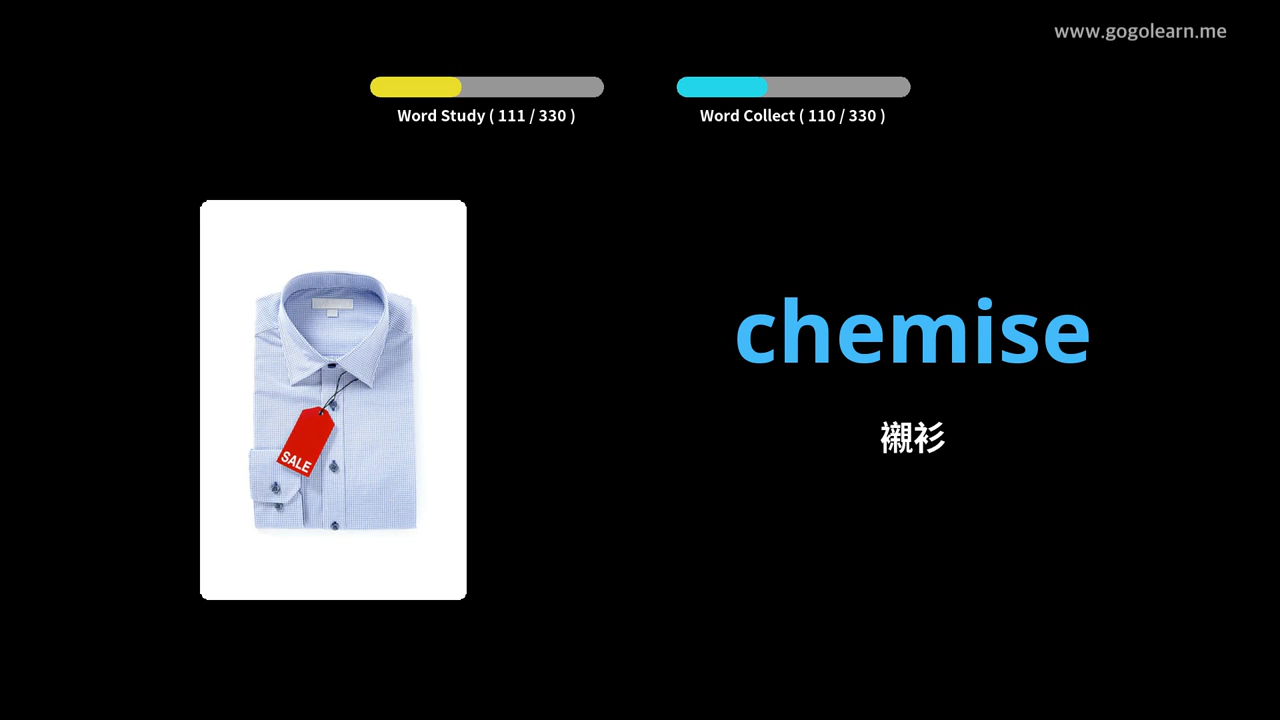 www.gogolearn.me
Word Study ( 111 / 330 )
Word Collect ( 110 / 330 )
chemise
襯衫
SALE